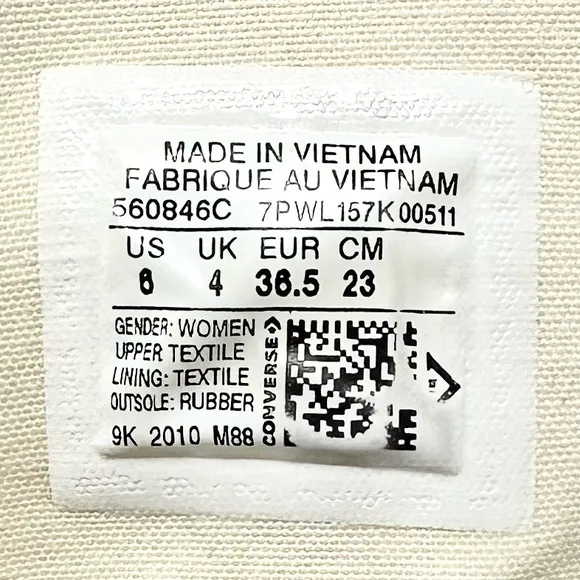 MADE IN VIETNAM
FABRIQUE AU VIETNAM
560846C 7PWL157K00511
US UK EUR CM
6 4 36.5 23
GENDER: WOMEN
UPPER TEXTILE
LINING: TEXTILE
OUTSOLE: RUBBER
9K 2010 M88
CONVERSE